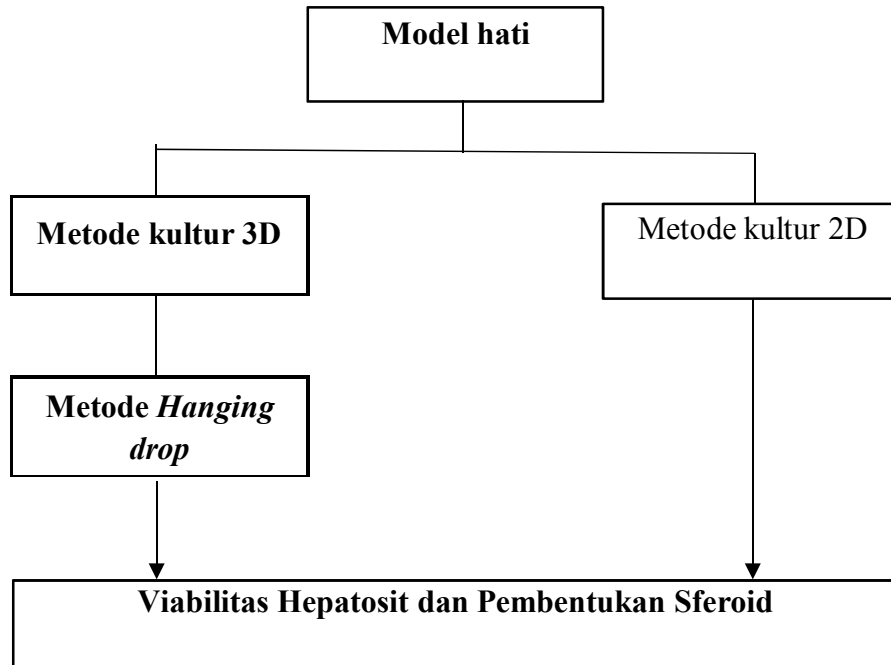 Model hati
Metode kultur 3D
Metode kultur 2D
Metode Hanging
drop
Viabilitas Hepatosit dan Pembentukan Sferoid